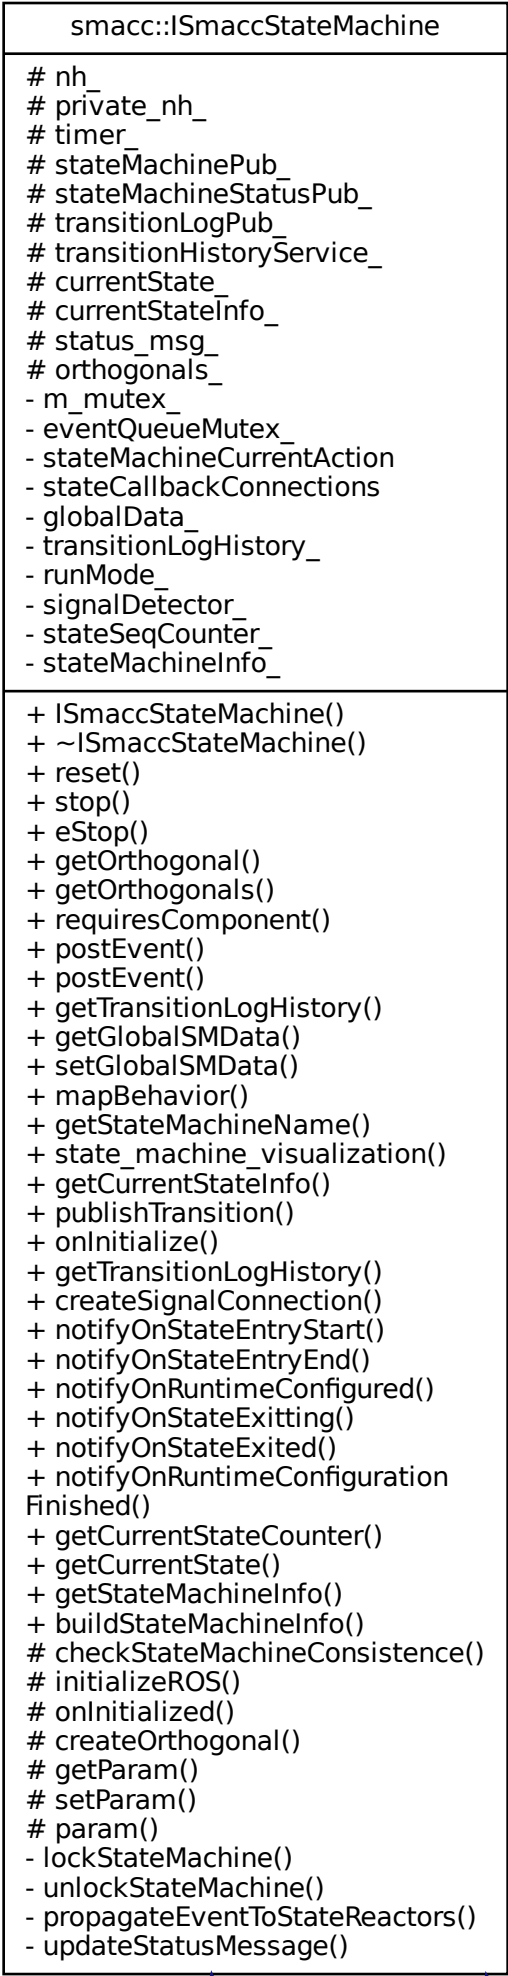 smacc::ISmaccStateMachine
# nh_
# private_nh_
# timer_
# stateMachinePub_
# stateMachineStatusPub_
# transitionLogPub_
# transitionHistoryService_
# currentState_
# currentStateInfo_
# status_msg_
# orthogonals_
- m_mutex_
- eventQueueMutex_
- stateMachineCurrentAction
- stateCallbackConnections
- globalData_
- transitionLogHistory_
- runMode_
- signalDetector_
- stateSeqCounter_
- stateMachineInfo_
+ ISmaccStateMachine()
+ ~ISmaccStateMachine()
+ reset()
+ stop()
+ eStop()
+ getOrthogonal()
+ getOrthogonals()
+ requiresComponent()
+ postEvent()
+ postEvent()
+ getTransitionLogHistory()
+ getGlobalSMData()
+ setGlobalSMData()
+ mapBehavior()
+ getStateMachineName()
+ state_machine_visualization()
+ getCurrentStateInfo()
+ publishTransition()
+ onInitialize()
+ getTransitionLogHistory()
+ createSignalConnection()
+ notifyOnStateEntryStart()
+ notifyOnStateEntryEnd()
+ notifyOnRuntimeConfigured()
+ notifyOnStateExitting()
+ notifyOnStateExited()
+ notifyOnRuntimeConfiguration
Finished()
+ getCurrentStateCounter()
+ getCurrentState()
+ getStateMachineInfo()
+ buildStateMachineInfo()
# checkStateMachineConsistence()
# initializeROS()
# onInitialized()
# createOrthogonal()
# getParam()
# setParam()
# param()
- lockStateMachine()
- unlockStateMachine()
- propagateEventToStateReactors()
- updateStatusMessage()